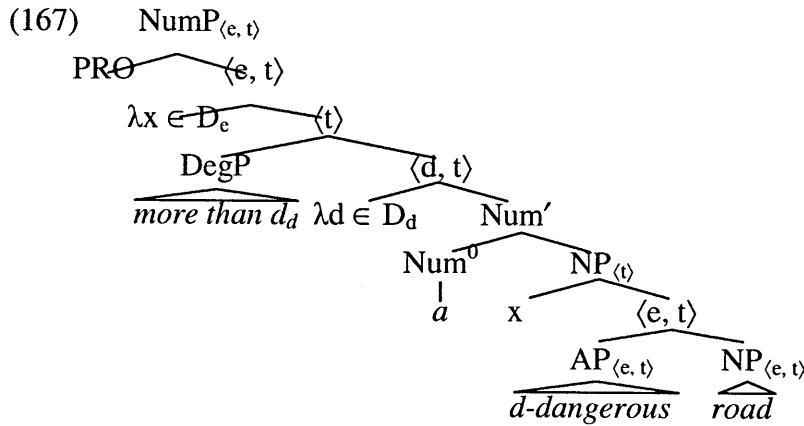 (167) NumP⟨e, t⟩
PRO ⟨e, t⟩
λx ∈ De ⟨t⟩
DegP ⟨d, t⟩
more than dd λd ∈ Dd Num′
Num0 NP⟨t⟩
a x ⟨e, t⟩
AP⟨e, t⟩ NP⟨e, t⟩
d-dangerous road